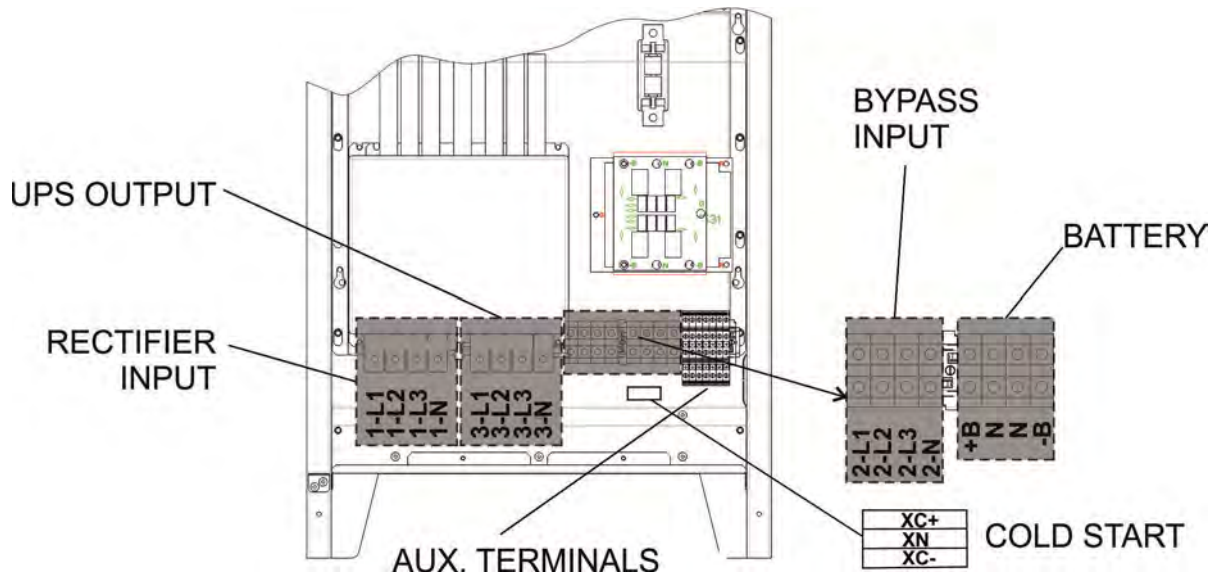 BYPASS
INPUT
UPS OUTPUT
BATTERY
RECTIFIER
INPUT
1-L1
1-L2
1-L3
1-N
3-L1
3-L2
3-L3
3-N
2-L1
2-L2
2-L3
2-N
+B
N
N
-B
XC+
XN
XC-
COLD START
AUX. TERMINALS